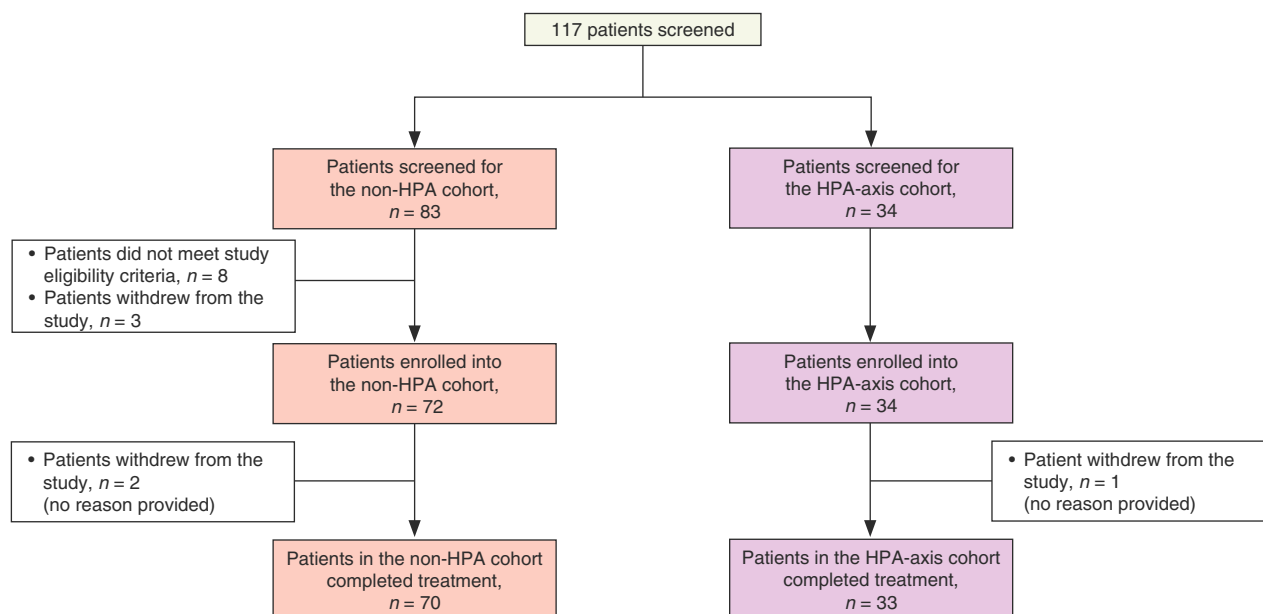 117 patients screened
Patients screened for
the non-HPA cohort,
n = 83
Patients screened for
the HPA-axis cohort,
n = 34
• Patients did not meet study
eligibility criteria, n = 8
• Patients withdrew from the
study, n = 3
Patients enrolled into
the non-HPA cohort,
n = 72
Patients enrolled into
the HPA-axis cohort,
n = 34
• Patients withdrew from the
study, n = 2
(no reason provided)
• Patient withdrew from the
study, n = 1
(no reason provided)
Patients in the non-HPA cohort
completed treatment,
n = 70
Patients in the HPA-axis cohort
completed treatment,
n = 33